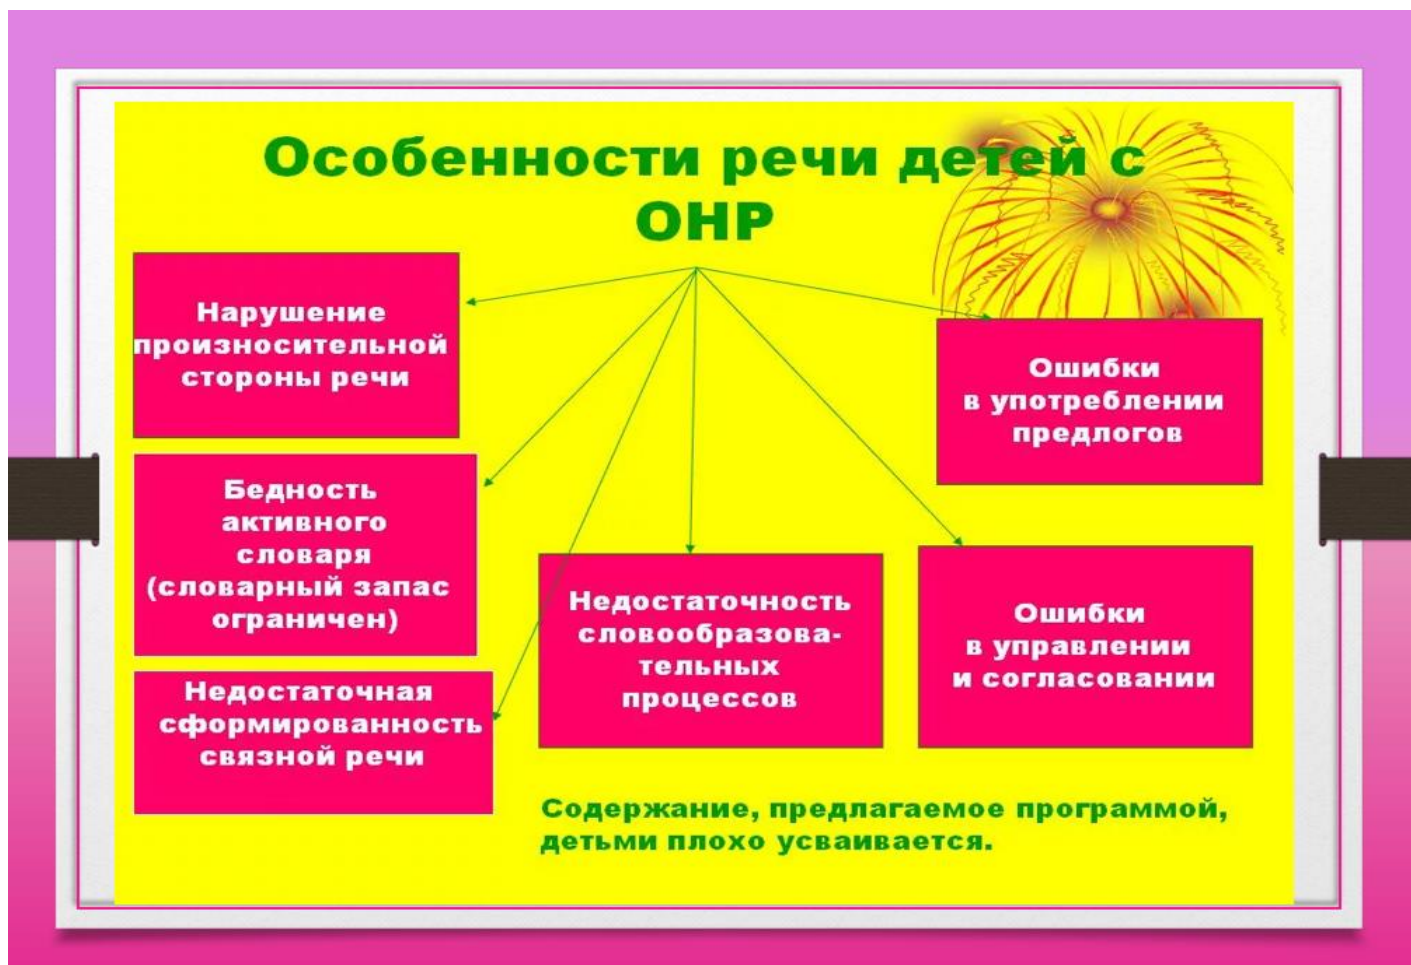 Особенности речи детей с
ОНР
Нарушение
произносительной
стороны речи
Бедность
активного
словаря
(словарный запас
ограничен)
Недостаточная
сформированность
связной речи
Недостаточность
словообразова-
тельных
процессов
Ошибки
в управлении
и согласовании
Ошибки
в употреблении
предлогов
Содержание, предлагаемое программой,
детьми плохо усваивается.